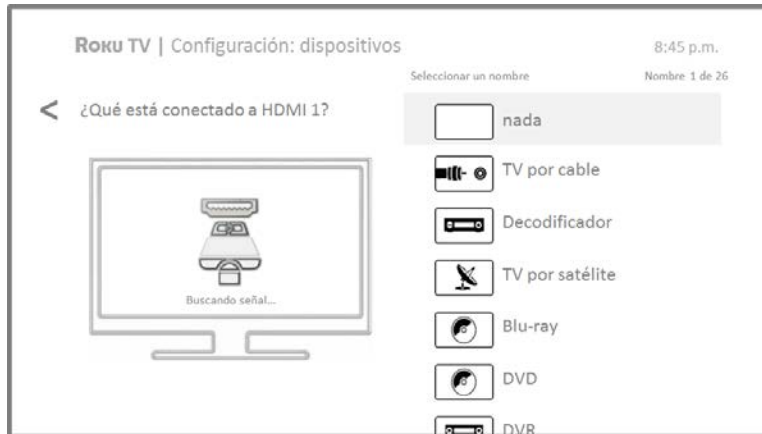 ROKU TV | Configuración: dispositivos
8:45 p.m.
Seleccionar un nombre
Nombre 1 de 26
< ¿Qué está conectado a HDMI 1?
nada
TV por cable
Decodificador
TV por satélite
Buscando señal...
Blu-ray
DVD
DVR